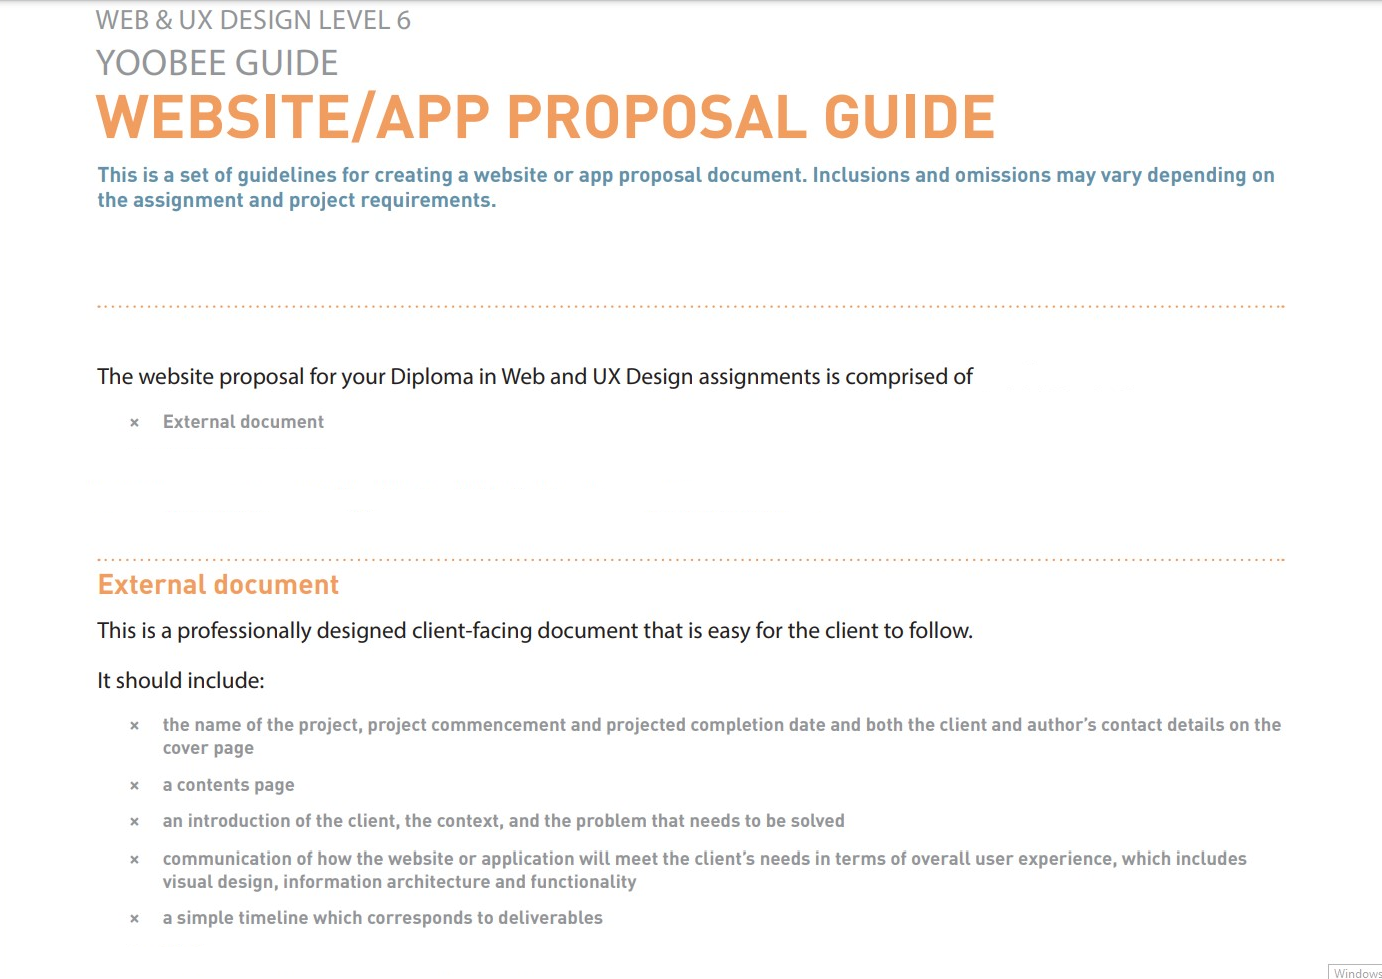 WEB & UX DESIGN LEVEL 6
YOOBEE GUIDE
WEBSITE/APP PROPOSAL GUIDE
This is a set of guidelines for creating a website or app proposal document. Inclusions and omissions may vary depending on
the assignment and project requirements.
The website proposal for your Diploma in Web and UX Design assignments is comprised of
× External document
External document
This is a professionally designed client-facing document that is easy for the client to follow.
It should include:
× the name of the project, project commencement and projected completion date and both the client and author's contact details on the
cover page
× a contents page
× an introduction of the client, the context, and the problem that needs to be solved
× communication of how the website or application will meet the client's needs in terms of overall user experience, which includes
visual design, information architecture and functionality
× a simple timeline which corresponds to deliverables
Windows